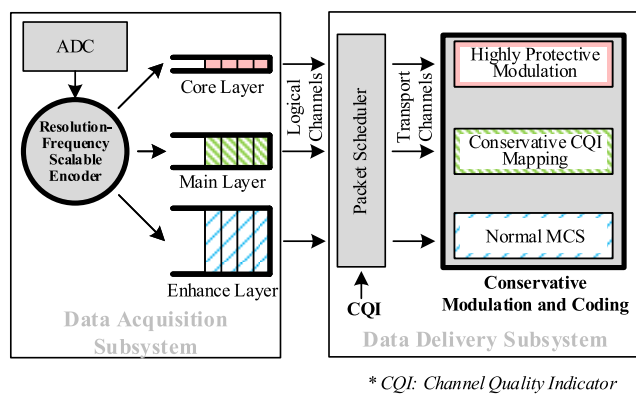 ADC
Resolution-
Frequency
Scalable
Encoder
Core Layer
Main Layer
Enhance Layer
Data Acquisition
Subsystem
Logical
Channels
Packet Scheduler
CQI
Transport
Channels
Highly Protective
Modulation
Conservative CQI
Mapping
Normal MCS
Conservative
Modulation and Coding
Data Delivery Subsystem
* CQI: Channel Quality Indicator